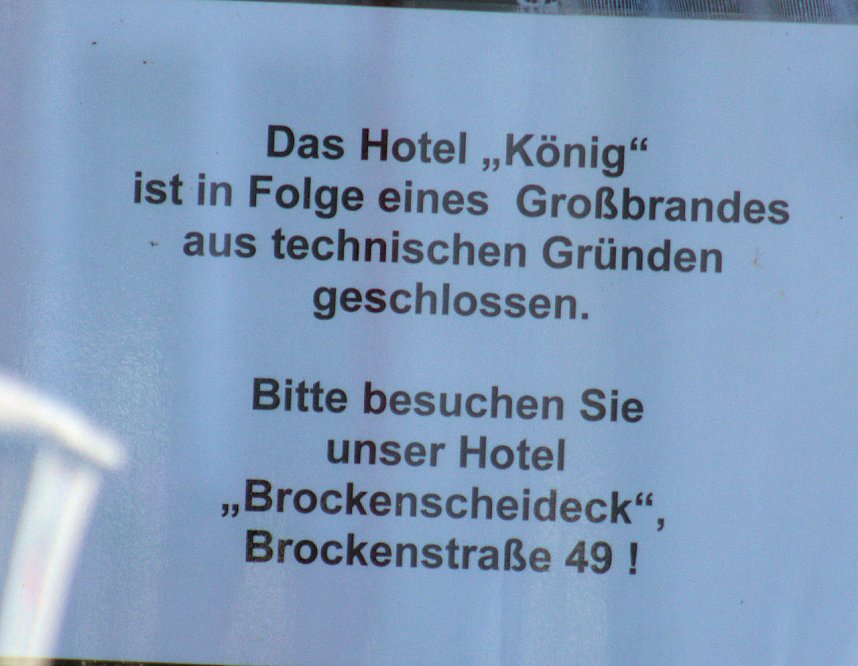 Das Hotel „König“
ist in Folge eines Großbrandes
aus technischen Gründen
geschlossen.
Bitte besuchen Sie
unser Hotel
„Brockenscheideck“,
Brockenstraße 49 !